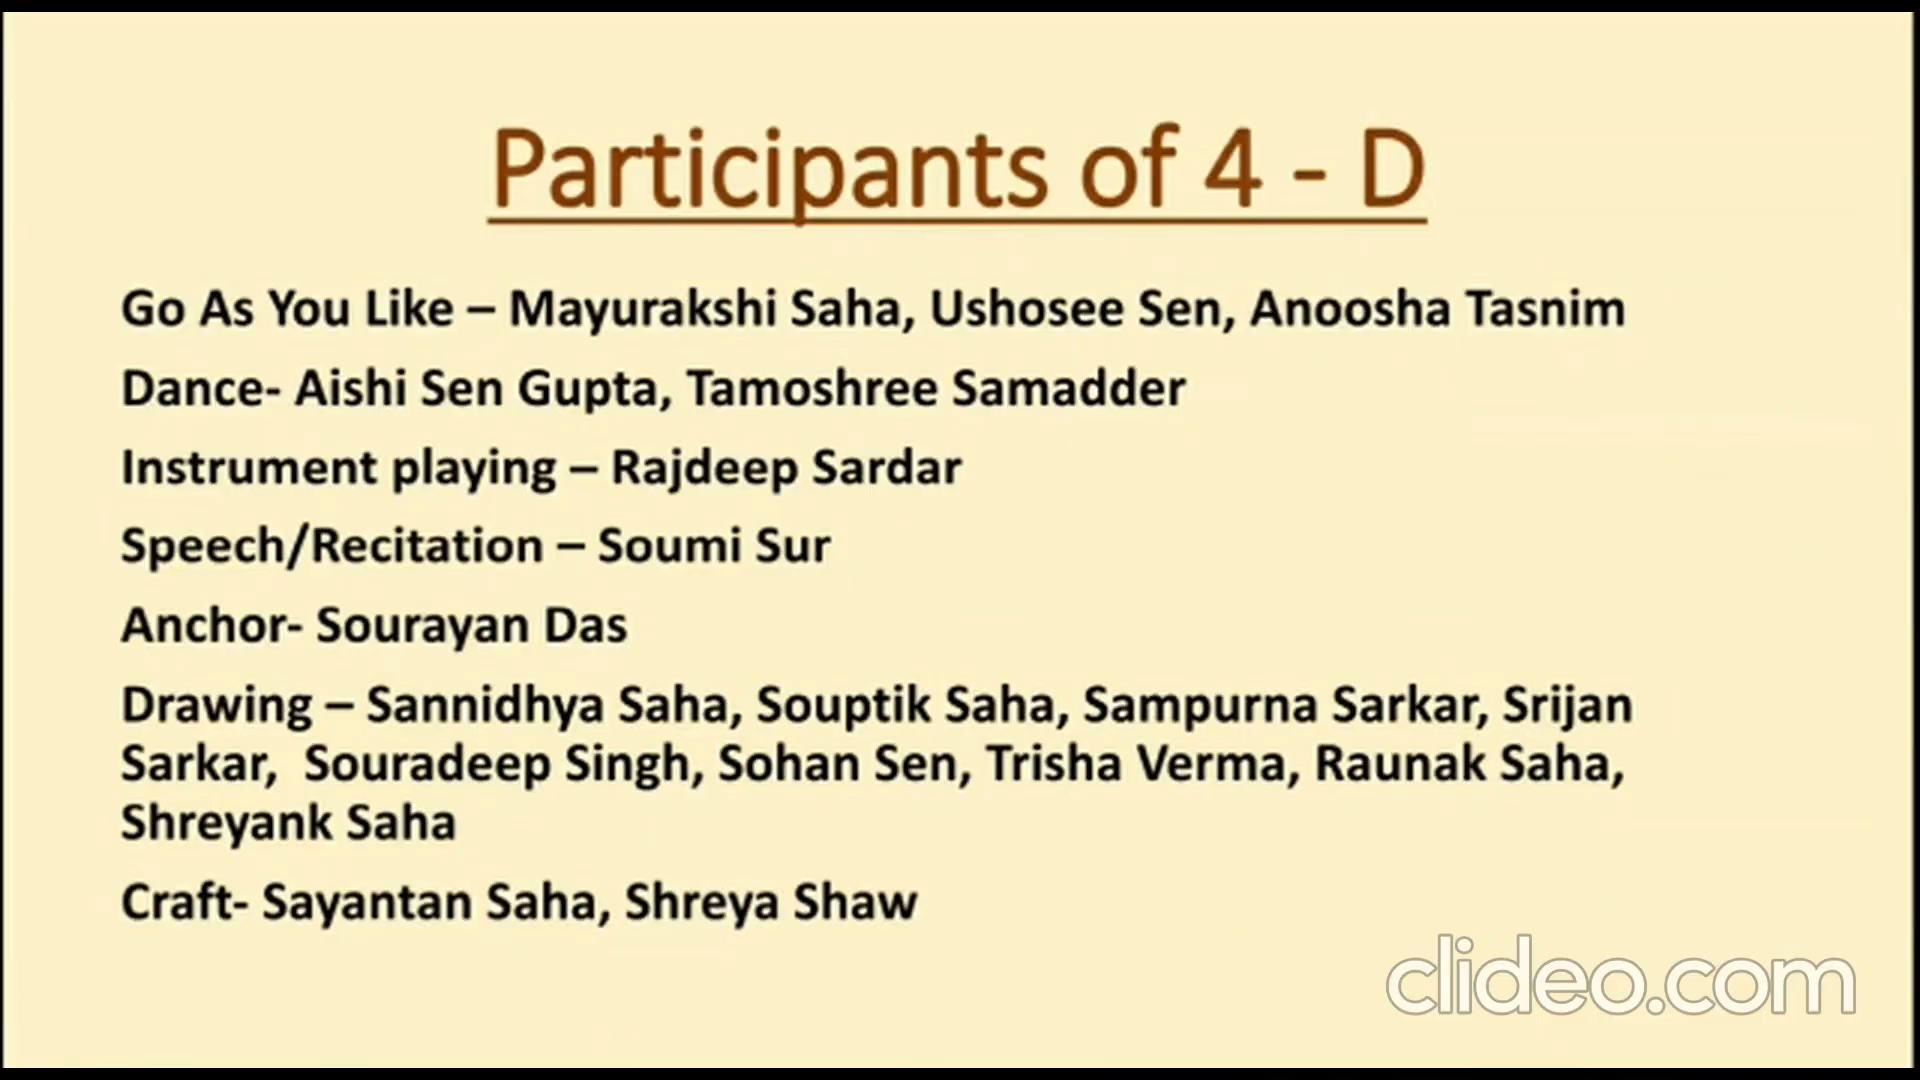 Participants of 4 - D
Go As You Like – Mayurakshi Saha, Ushosee Sen, Anoosha Tasnim
Dance- Aishi Sen Gupta, Tamoshree Samadder
Instrument playing – Rajdeep Sardar
Speech/Recitation – Soumi Sur
Anchor- Sourayan Das
Drawing – Sannidhya Saha, Souptik Saha, Sampurna Sarkar, Srijan
Sarkar,  Souradeep Singh, Sohan Sen, Trisha Verma, Raunak Saha,
Shreyank Saha
Craft- Sayantan Saha, Shreya Shaw
clideo.com